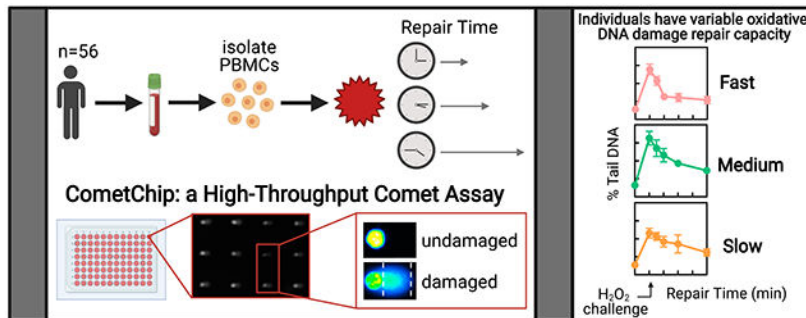 n=56
isolate
PBMCs
Repair Time
CometChip: a High-Throughput Comet Assay
undamaged
damaged
Individuals have variable oxidative
DNA damage repair capacity
Fast
Medium
Slow
% Tail DNA
H₂O₂
challenge
Repair Time (min)